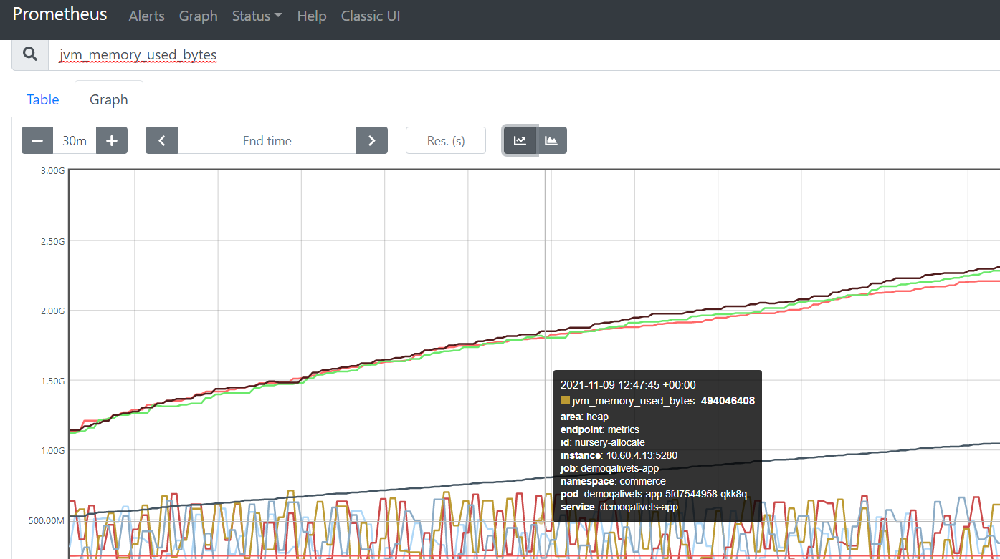 Prometheus Alerts Graph Status Help Classic UI
jvm_memory_used_bytes
Table Graph
30m End time Res. (s)
3.00G
2.50G
2.00G
1.50G
1.00G
500.00M
2021-11-09 12:47:45 +00:00
jvm_memory_used_bytes: 494046408
area: heap
endpoint: metrics
id: nursery-allocate
instance: 10.60.4.13:5280
job: demoqalivets-app
namespace: commerce
pod: demoqalivets-app-5fd7544958-qkk8q
service: demoqalivets-app